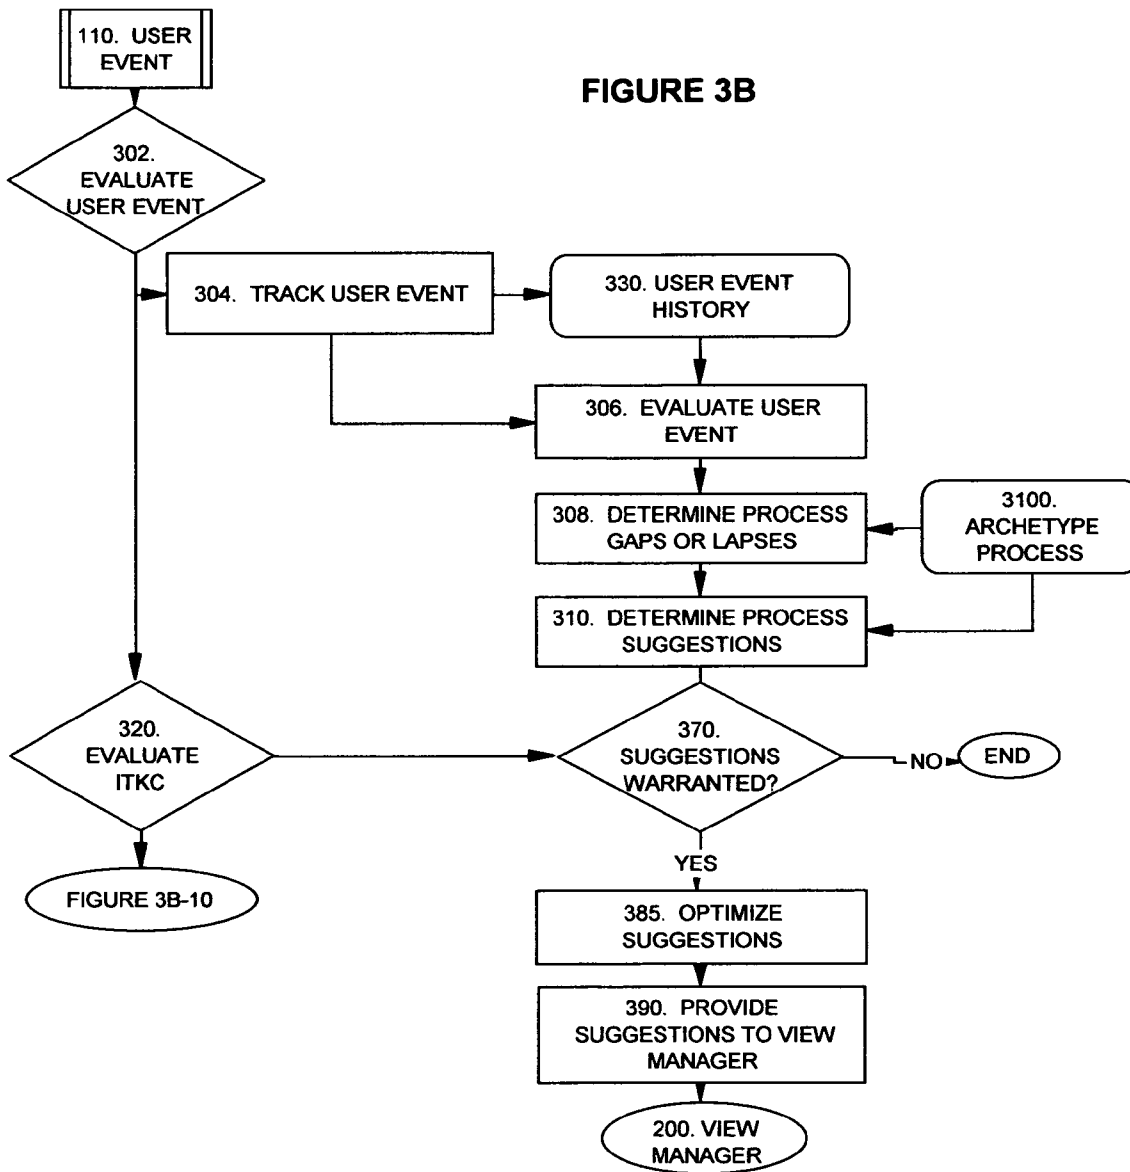 110. USER
EVENT
FIGURE 3B
302.
EVALUATE
USER EVENT
304. TRACK USER EVENT
330. USER EVENT
HISTORY
306. EVALUATE USER
EVENT
308. DETERMINE PROCESS
GAPS OR LAPSES
3100.
ARCHETYPE
PROCESS
310. DETERMINE PROCESS
SUGGESTIONS
320.
EVALUATE
ITKC
370.
SUGGESTIONS
WARRANTED?
NO
END
YES
FIGURE 3B-10
385. OPTIMIZE
SUGGESTIONS
390. PROVIDE
SUGGESTIONS TO VIEW
MANAGER
200. VIEW
MANAGER